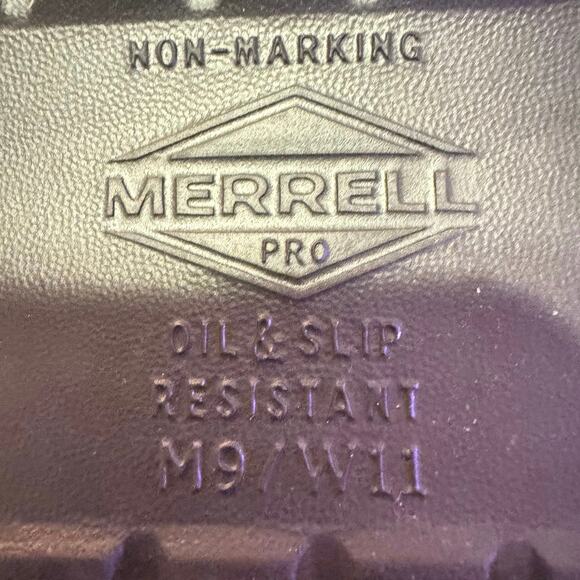 NON-MARKING
MERRELL
PRO
OIL & SLIP
RESISTANT
M9/W11